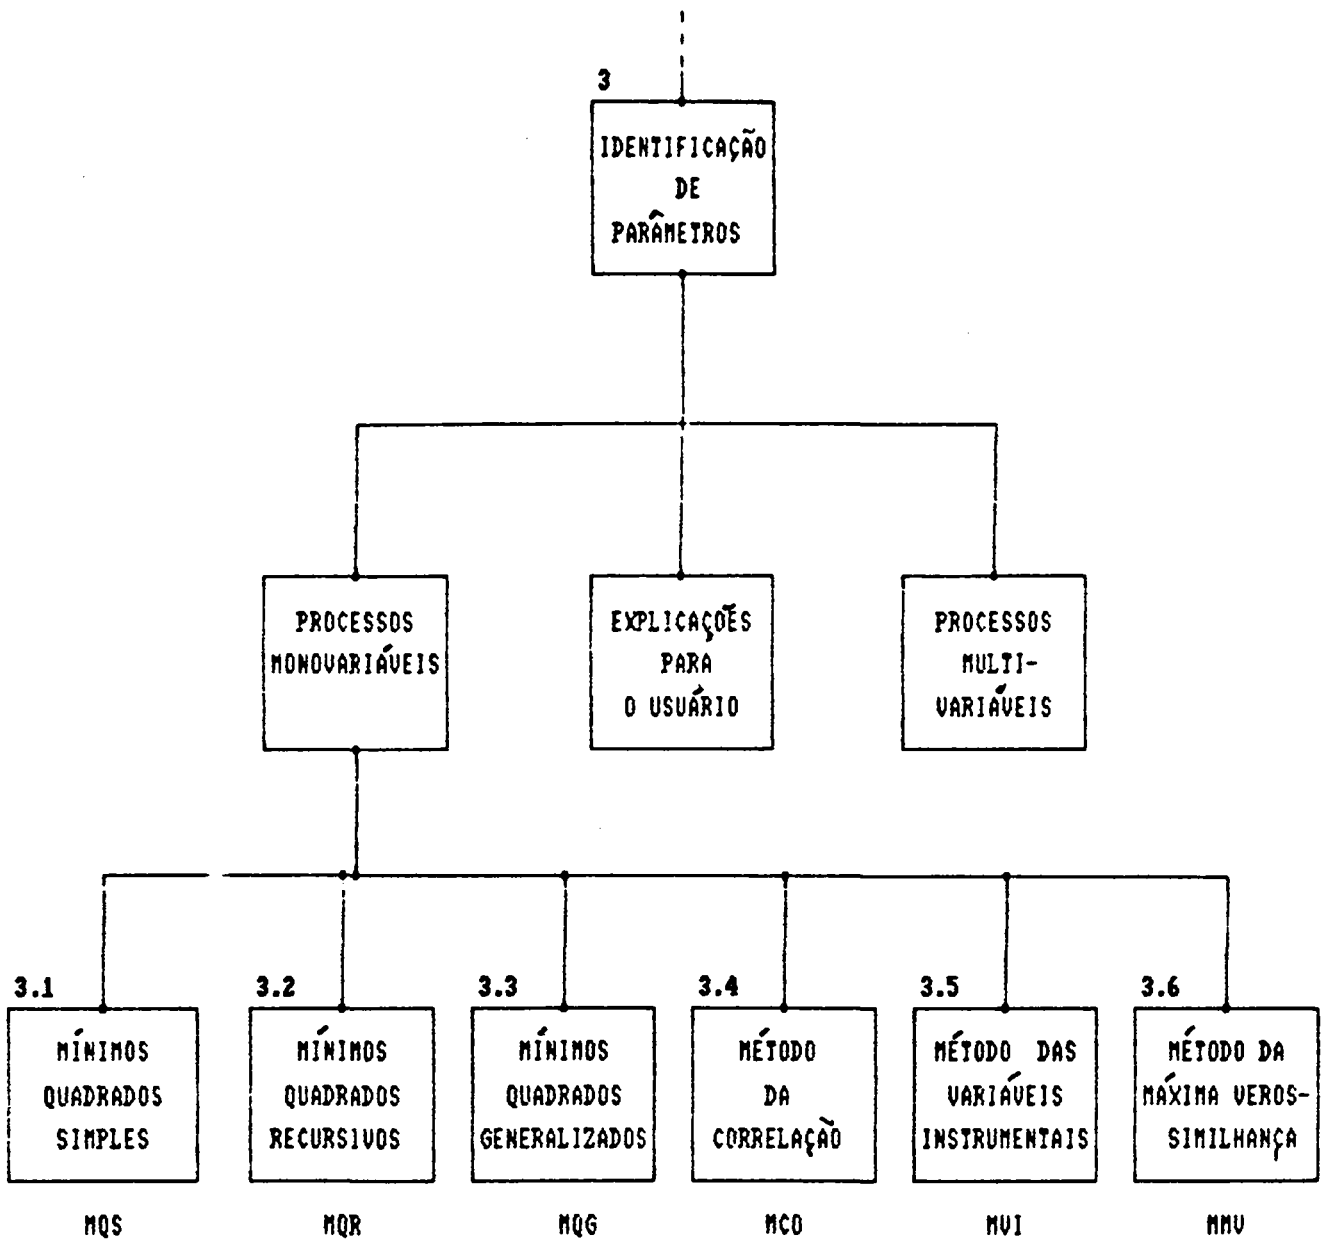 3
IDENTIFICAÇÃO
DE
PARÂMETROS
PROCESSOS
MONOVARIÁVEIS
EXPLICAÇÕES
PARA
O USUÁRIO
PROCESSOS
MULTI-
VARIÁVEIS
3.1
MÍNIMOS
QUADRADOS
SIMPLES
MQS
3.2
MÍNIMOS
QUADRADOS
RECURSIVOS
MQR
3.3
MÍNIMOS
QUADRADOS
GENERALIZADOS
MQG
3.4
MÉTODO
DA
CORRELAÇÃO
MCO
3.5
MÉTODO DAS
VARIÁVEIS
INSTRUMENTAIS
MVI
3.6
MÉTODO DA
MÁXIMA VEROS-
SIMILHANÇA
MMV